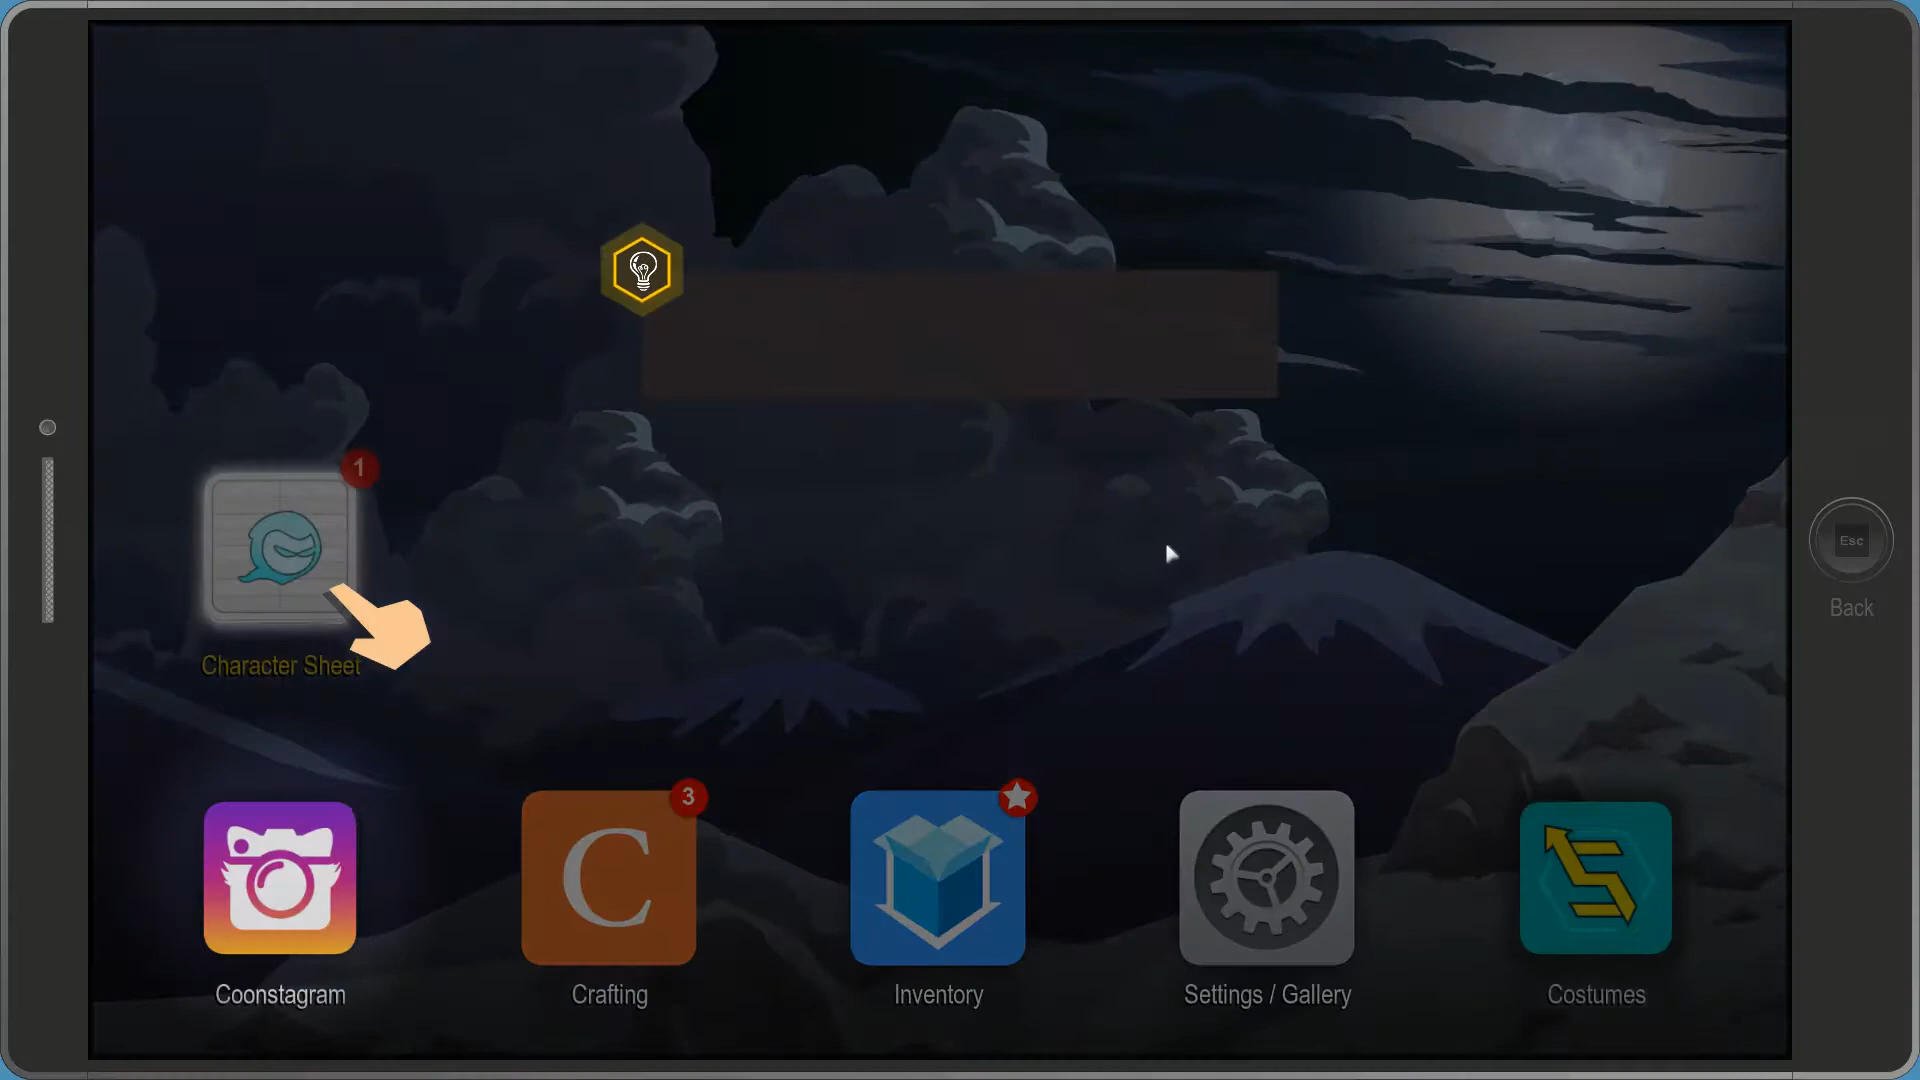 1
Esc
Back
Character Sheet
3
C
Coonstagram
Crafting
Inventory
Settings / Gallery
Costumes